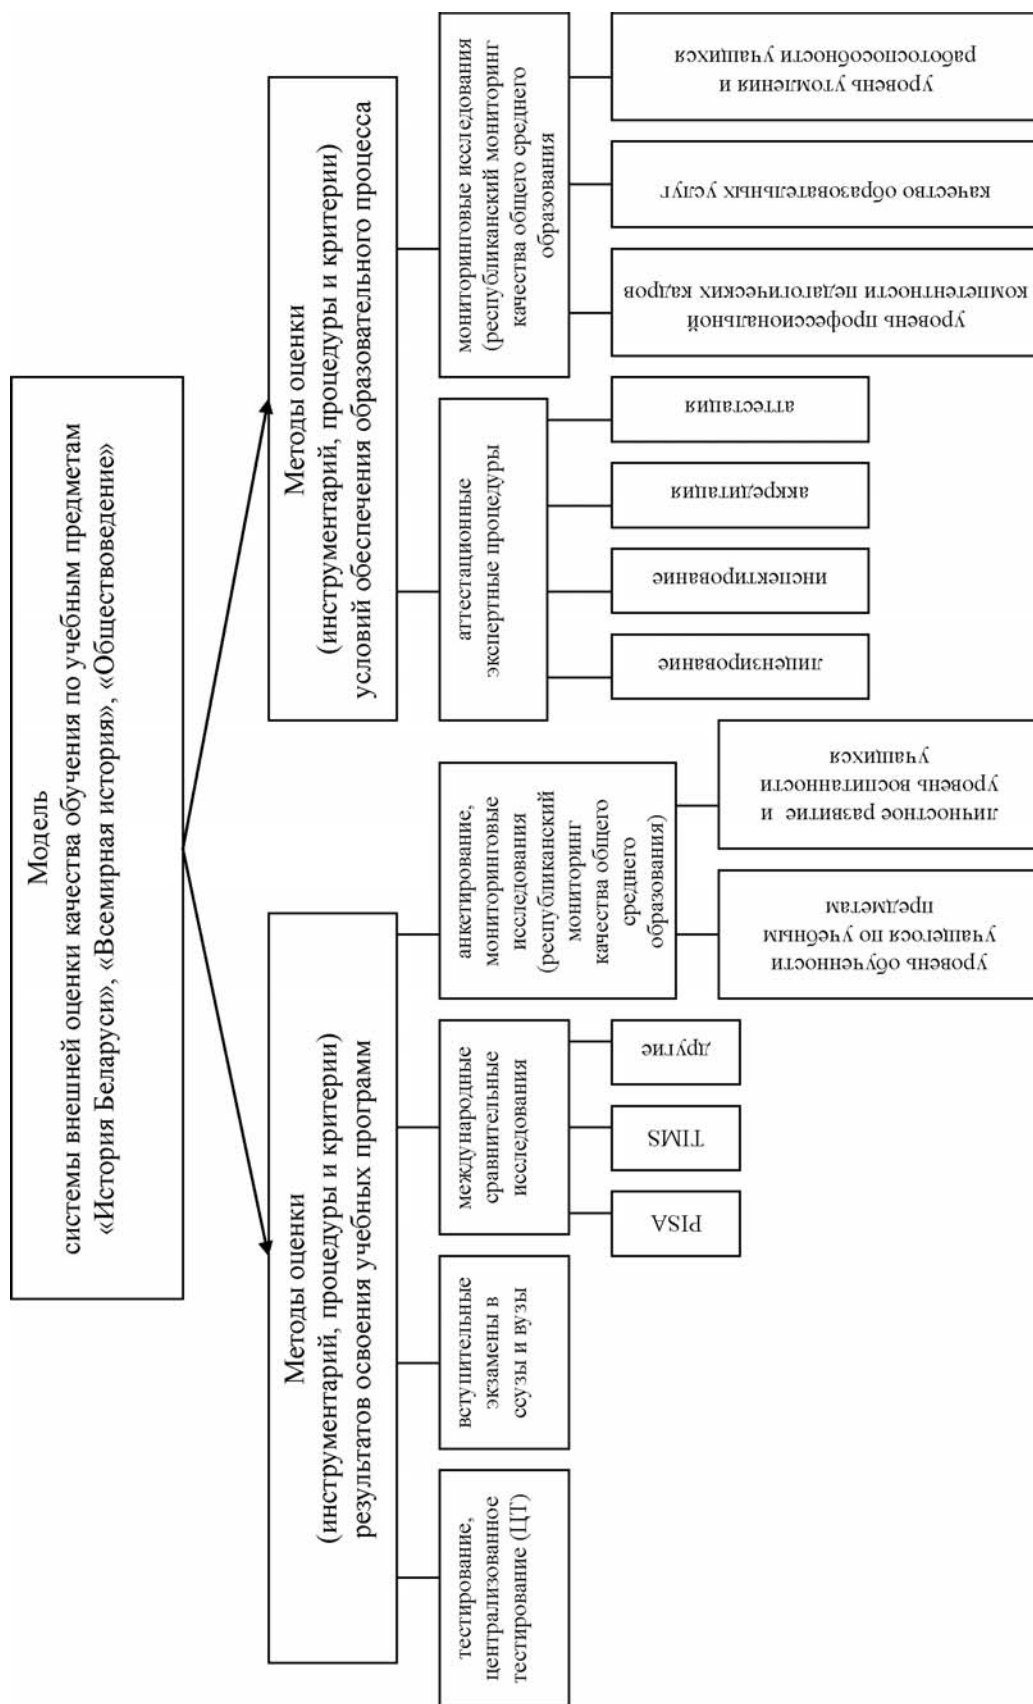 Модель
системы внешней оценки качества обучения по учебным предметам
«История Беларуси», «Всемирная история», «Обществоведение»
Методы оценки
(инструментарий, процедуры и критерии)
результатов освоения учебных программ
Методы оценки
(инструментарий, процедуры и критерии)
условий обеспечения образовательного процесса
тестирование,
централизованное
тестирование (ЦТ)
вступительные
экзамены в
ссузы и вузы
международные
сравнительные
исследования
анкетирование,
мониторинговые
исследования
(республиканский
мониторинг
качества общего
среднего
образования)
аттестационные
экспертные процедуры
мониторинговые исследования
(республиканский мониторинг
качества общего среднего
образования
PISA
TIMS
другие
уровень обученности
учащегося по учебным
предметам
личностное развитие и
уровень воспитанности
учащихся
лицензирование
инспектирование
аккредитация
аттестация
уровень профессиональной
компетентности педагогических кадров
качество образовательных услуг
уровень утомления и
работоспособности учащихся